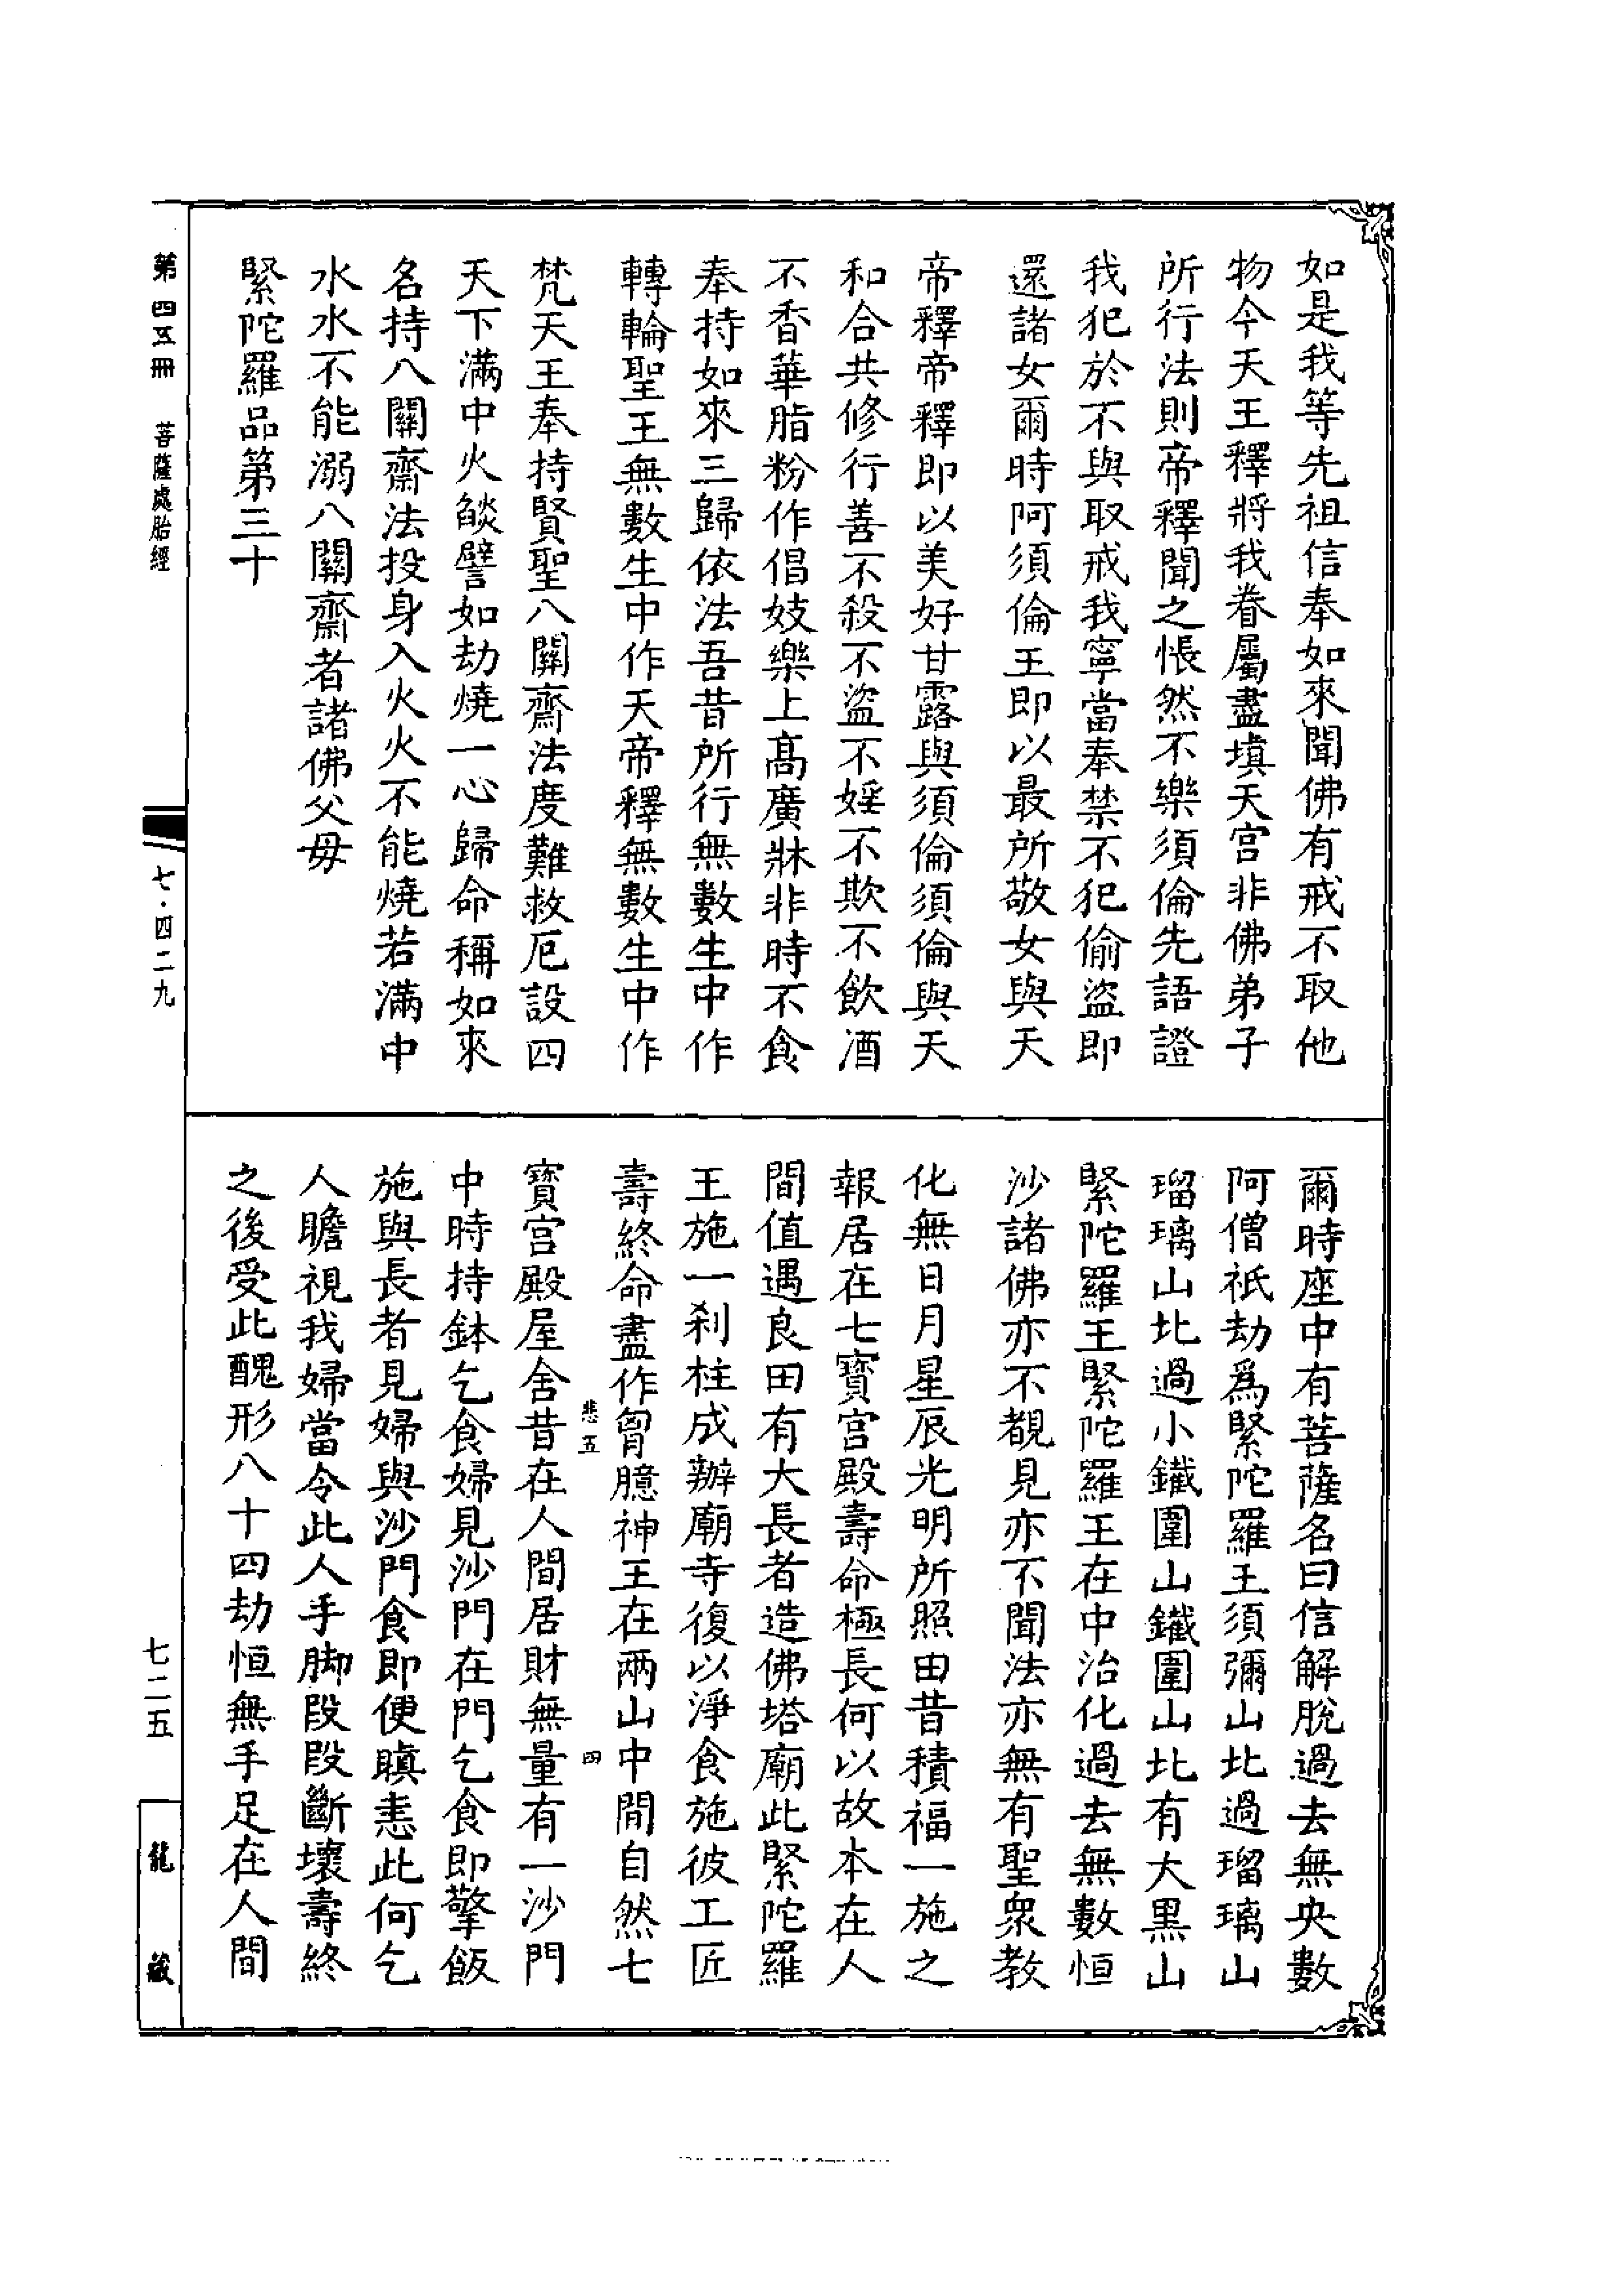 如是我等先祖信奉如來聞佛有戒不取他
物今天王釋將我眷屬盡填天宮非佛弟子
所行法則帝釋聞之悵然不樂須倫先語證
我犯於不與取戒我寧當奉禁不犯偷盜即
還諸女爾時阿須倫王即以最所敬女與天
帝釋帝釋即以美好甘露與須倫須倫與天
和合共修行善不殺不盜不婬不欺不飲酒
不香華脂粉作倡妓樂上高廣牀非時不食
奉持如來三歸依法吾昔所行無數生中作
轉輪聖王無數生中作天帝釋無數生中作
梵天王奉持賢聖八關齋法度難救厄設四
天下滿中火燄譬如劫燒一心歸命稱如來
名持八關齋法投身入火火不能燒若滿中
水水不能溺八關齋者諸佛父母
緊陀羅品第三十
爾時座中有菩薩名曰信解脫過去無央數
阿僧祇劫爲緊陀羅王須彌山北過瑠璃山
瑠璃山北過小鐵圍山鐵圍山北有大黑山
緊陀羅王緊陀羅王在中治化過去無數恒
沙諸佛亦不覩見亦不聞法亦無有聖衆教
化無日月星辰光明所照由昔積福一施之
報居在七寶宮殿壽命極長何以故本在人
間值遇良田有大長者造佛塔廟此緊陀羅
王施一刹柱成辦廟寺復以淨食施彼工匠
壽終命盡作胷臆神王在兩山中間自然七
悲五
四
寶宮殿屋舍昔在人間居財無量有一沙門
中時持鉢乞食婦見沙門在門乞食即擎飯
施與長者見婦與沙門食即便瞋恚此何乞
人瞻視我婦當令此人手脚段段斷壞壽終
之後受此醜形八十四劫恒無手足在人間
第四五冊
菩薩處胎經
七·四二九
七二五
龍藏